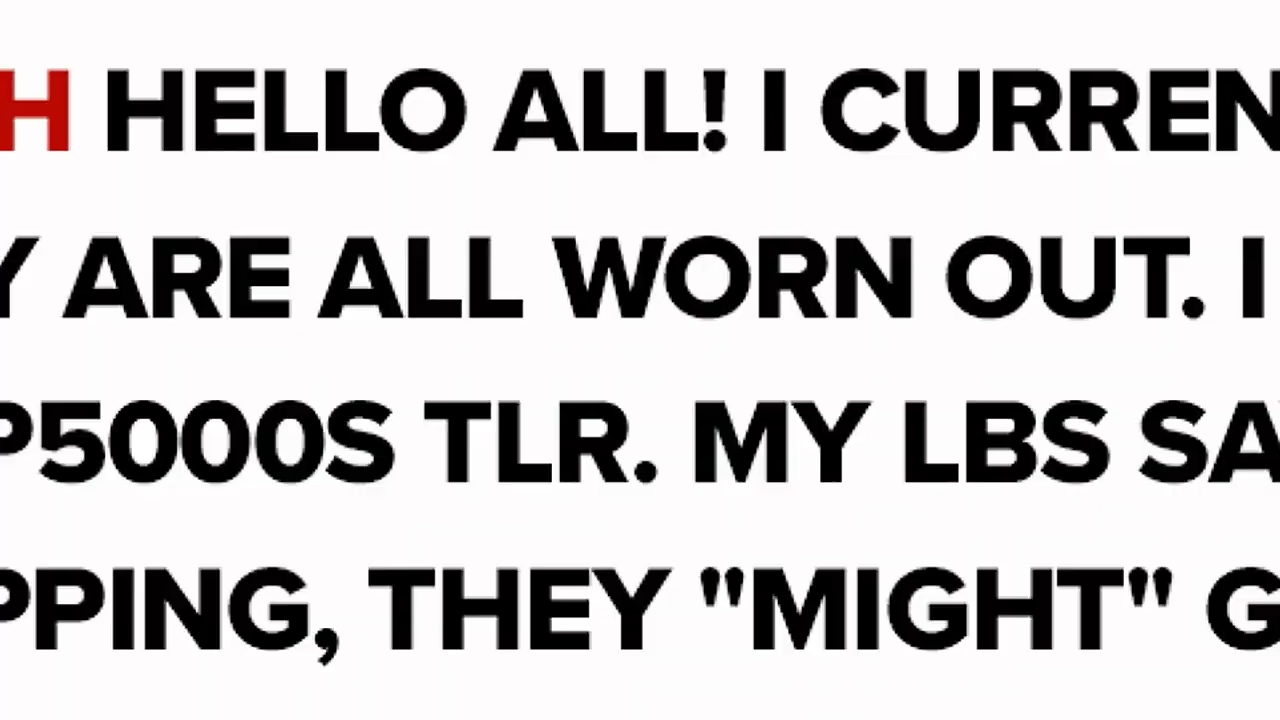 H HELLO ALL! I CURREN
Y ARE ALL WORN OUT. I
P5000S TLR. MY LBS SA
PPING, THEY "MIGHT" G